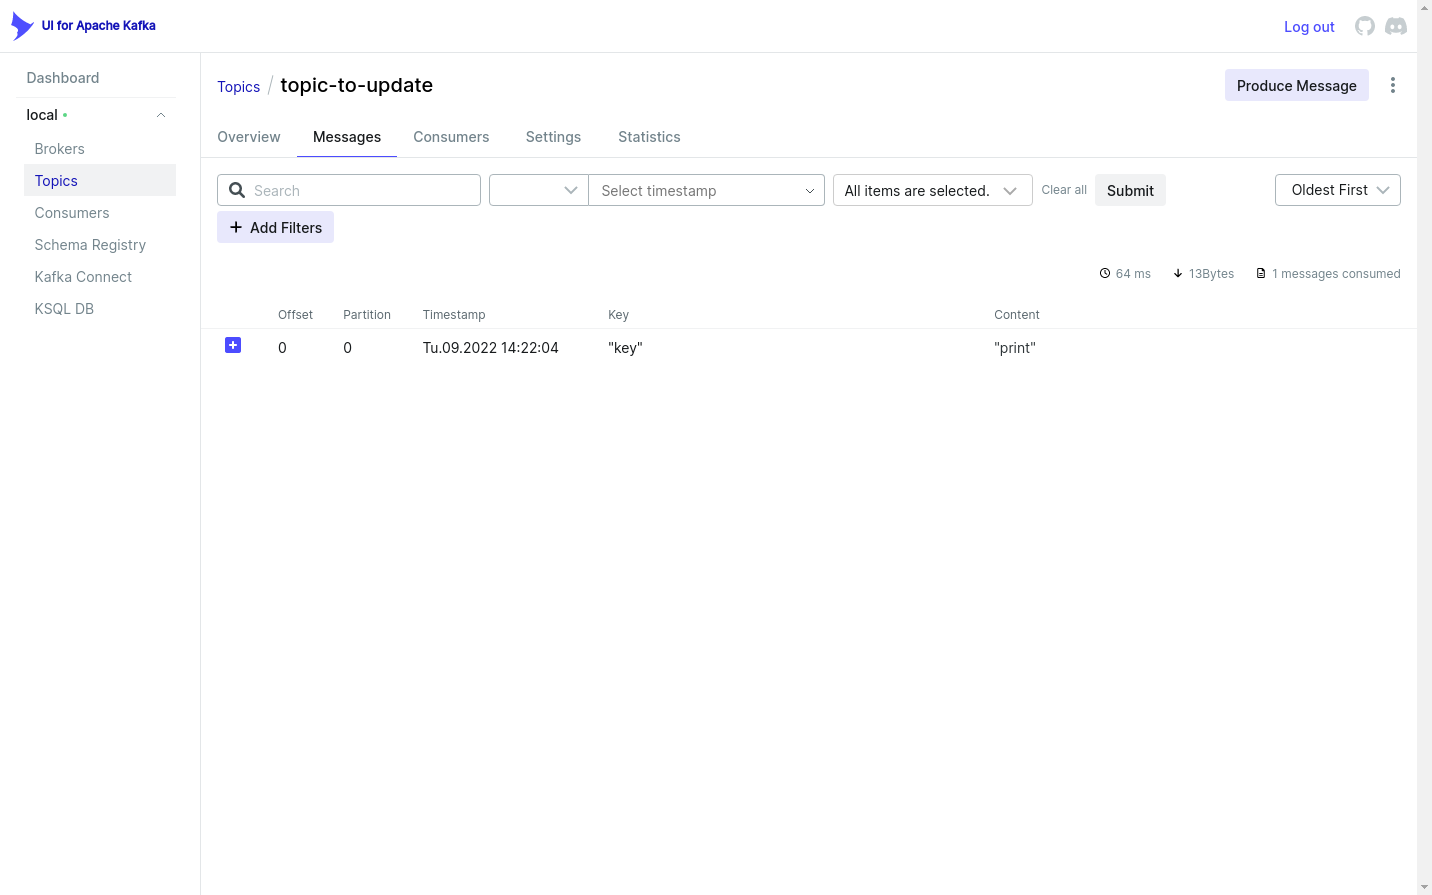 UI for Apache Kafka
Log out
Dashboard
local
Brokers
Topics
Consumers
Schema Registry
Kafka Connect
KSQL DB
Topics / topic-to-update
Produce Message
Overview Messages Consumers Settings Statistics
Search Select timestamp All items are selected. Clear all Submit Oldest First
Add Filters
64 ms 13Bytes 1 messages consumed
Offset Partition Timestamp Key Content
0 0 Tu.09.2022 14:22:04 "key" "print"